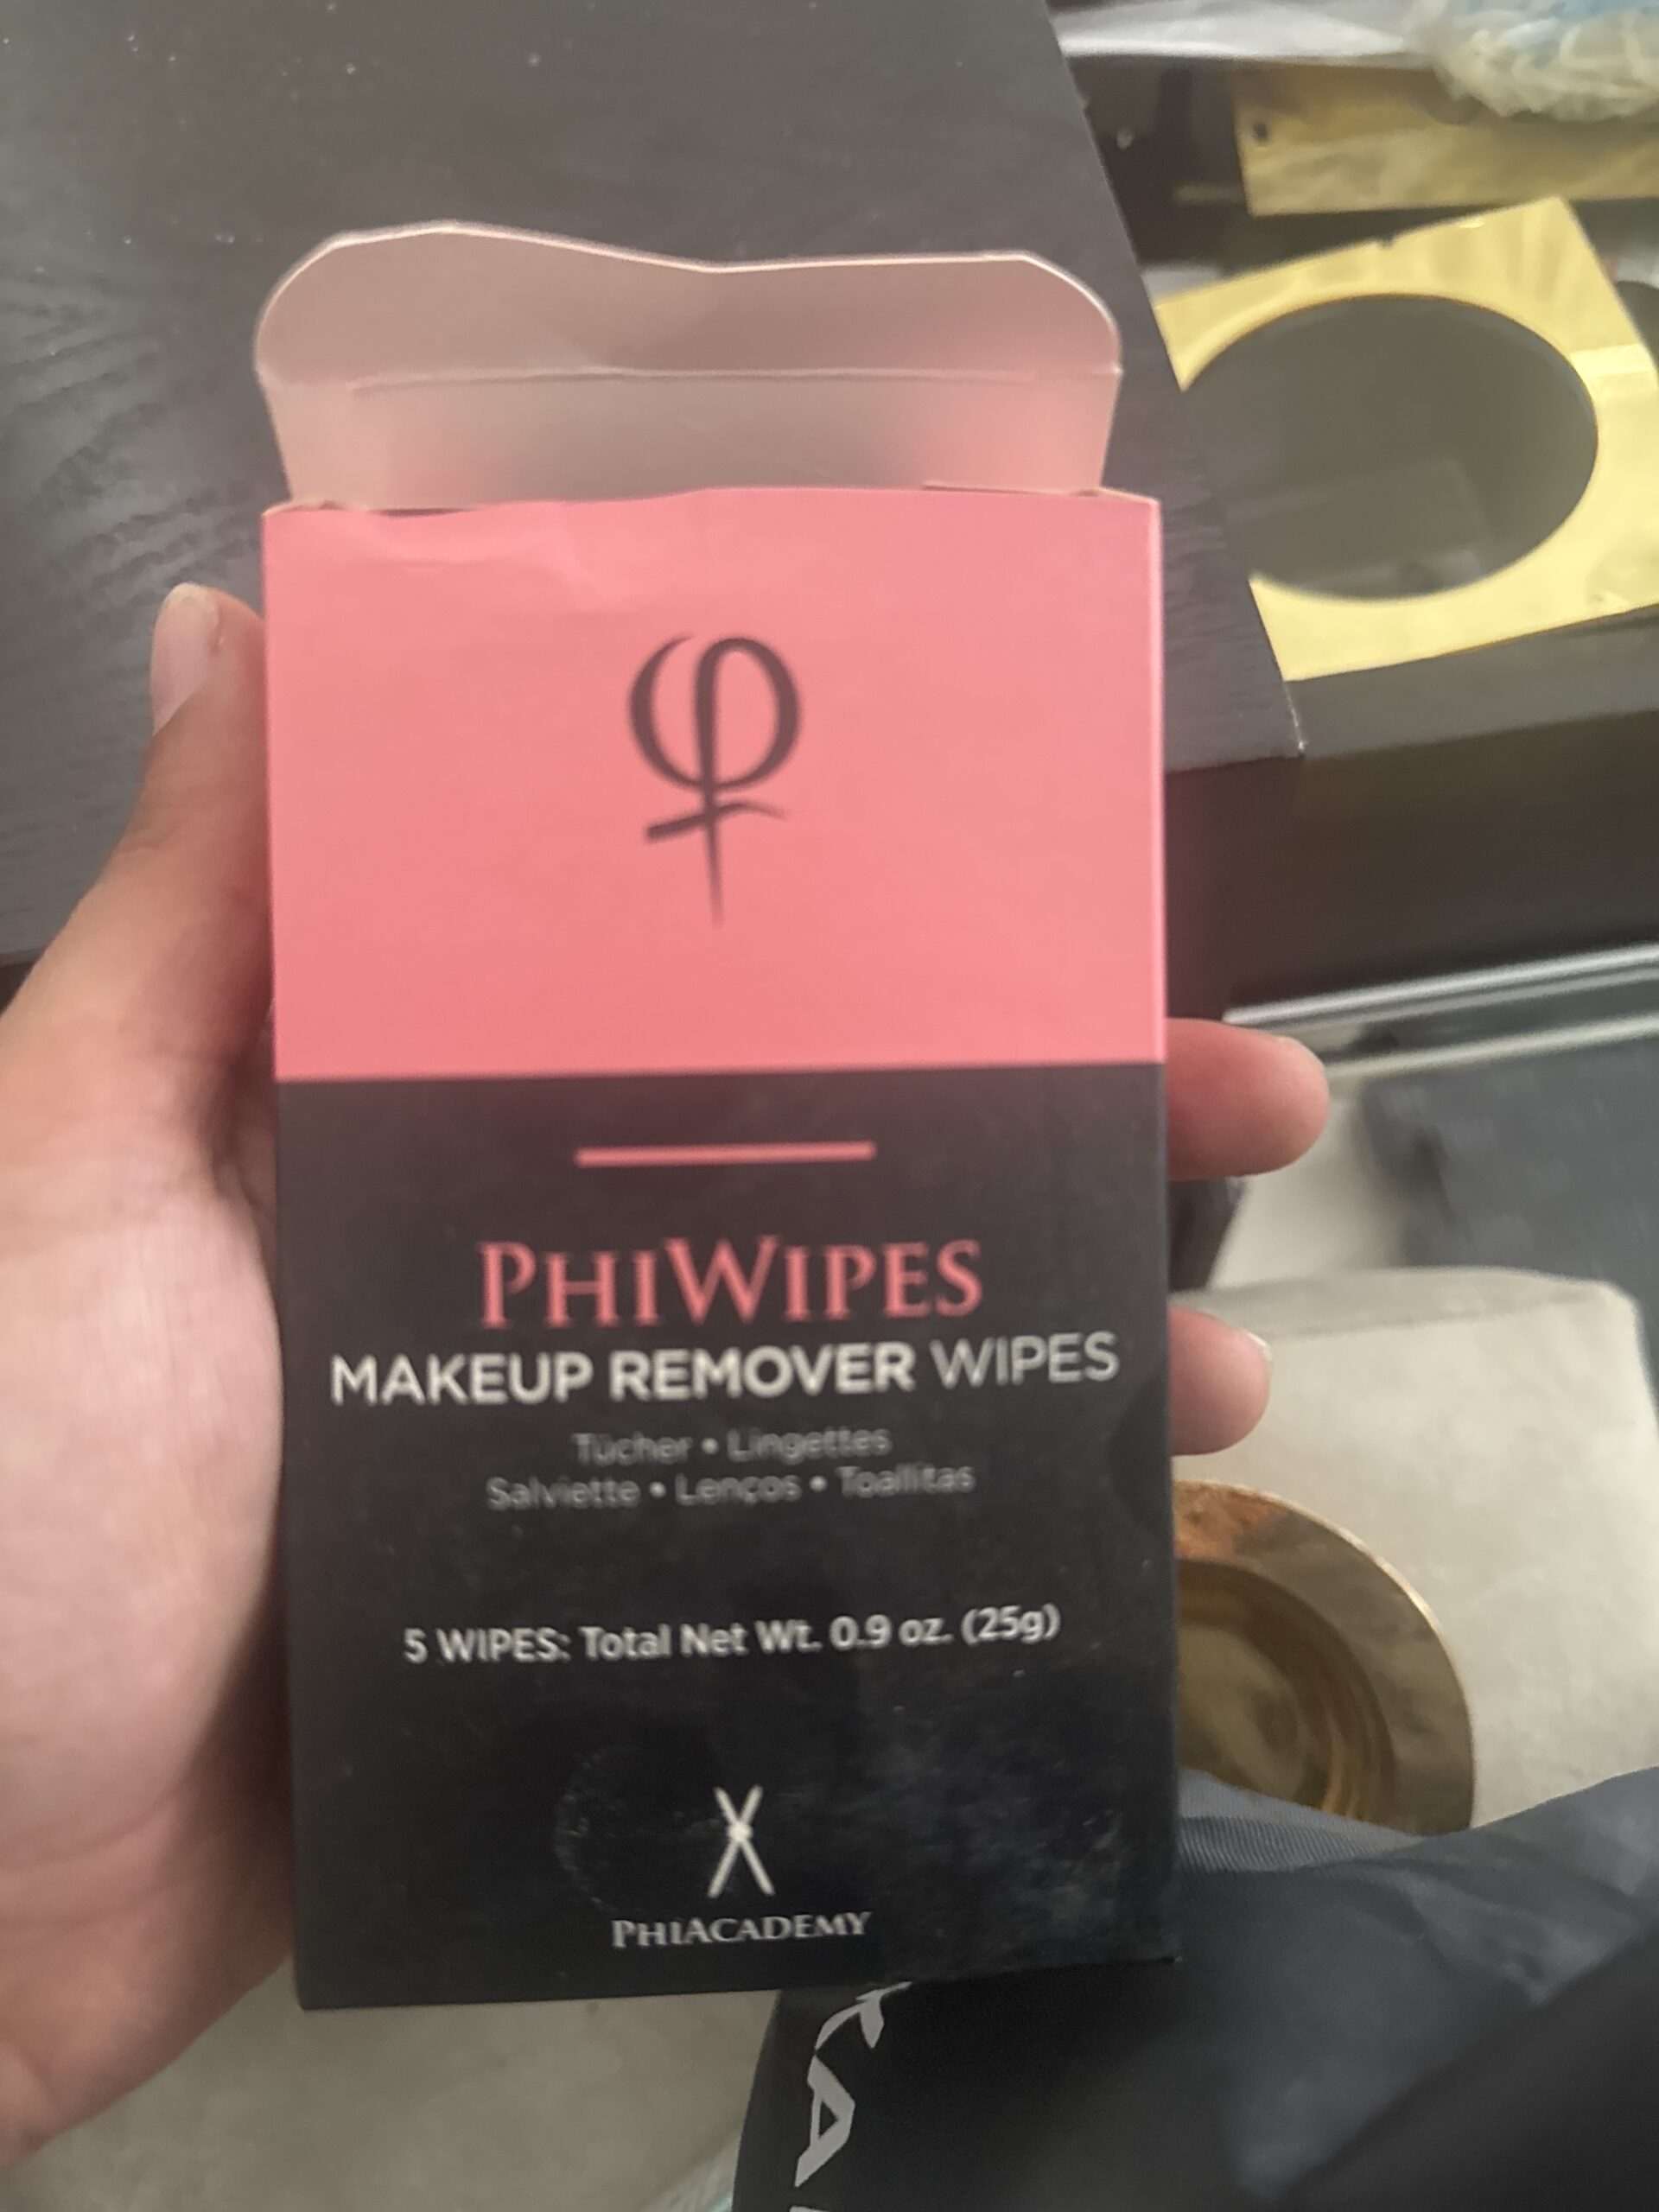 φ
PHIWIPES
MAKEUP REMOVER WIPES
Tücher • Lingettes
Salviette • Lenços • Toallitas
5 WIPES: Total Net Wt. 0.9 oz. (25g)
PHIACADEMY